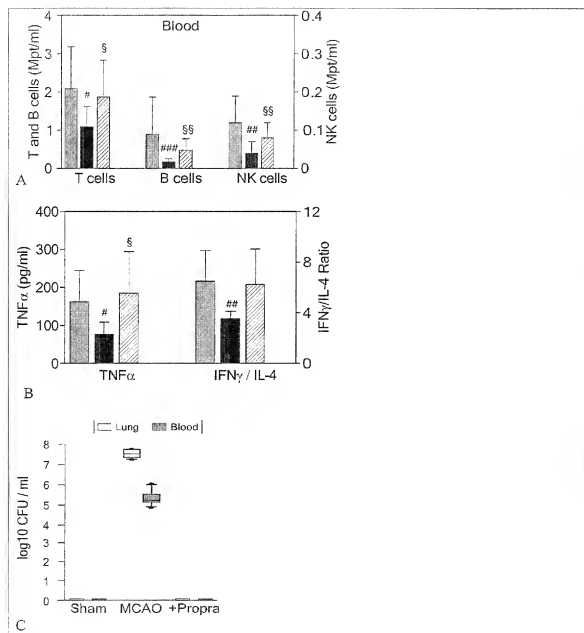 Blood
T and B cells (Mpt/ml)
4
3
2
1
0
0.4
0.3
0.2
0.1
0
NK cells (Mpt/ml)
#
§
###
§§
##
§§
T cells B cells NK cells
A
TNFα (pg/ml)
400
300
200
100
0
12
8
4
0
IFNγ/IL-4 Ratio
#
§
##
TNFα IFNγ / IL-4
B
Lung Blood
log10 CFU / ml
8
7
6
5
4
3
2
1
0
Sham MCAO +Propra
C